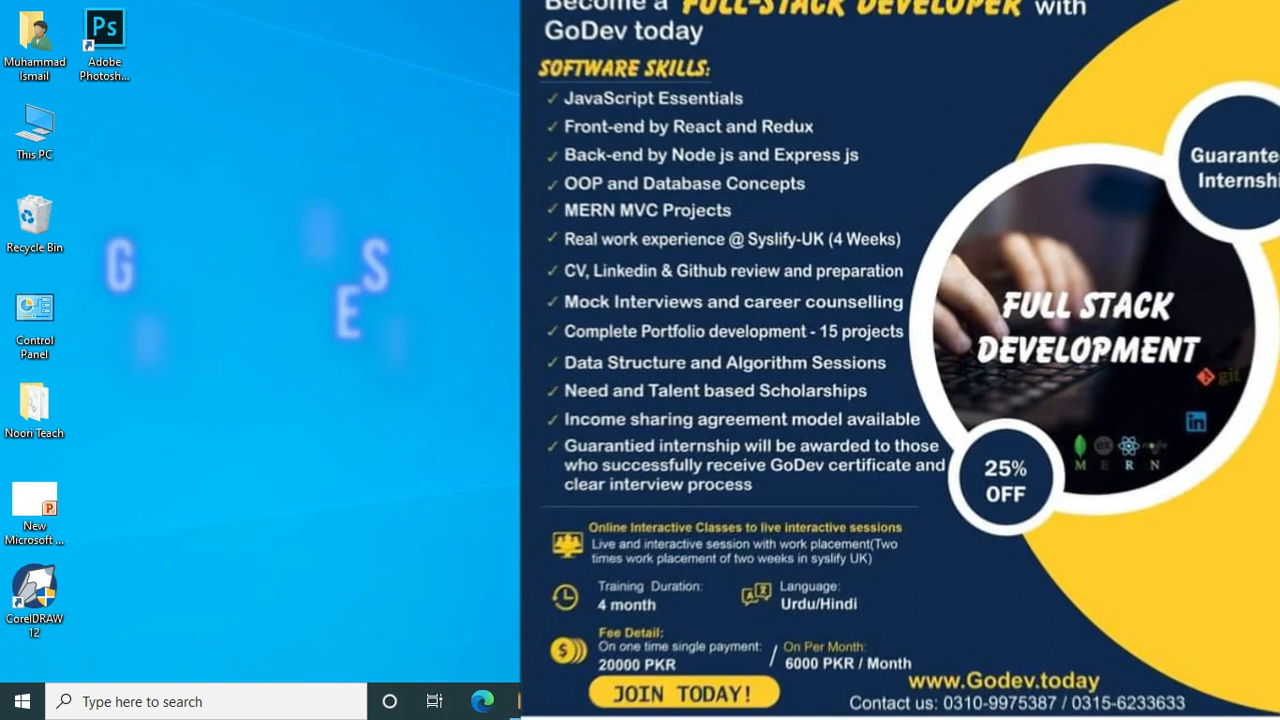 Muhammad
Ismail
Adobe
Photosh...
Ps
This PC
Recycle Bin
Control
Panel
Noori Teach
New
Microsoft ...
CorelDRAW
12
Type here to search
G
S
E
Become a FULL-STACK DEVELOPER with
GoDev today
SOFTWARE SKILLS:
✓ JavaScript Essentials
✓ Front-end by React and Redux
✓ Back-end by Node js and Express js
✓ OOP and Database Concepts
✓ MERN MVC Projects
✓ Real work experience @ Syslify-UK (4 Weeks)
✓ CV, Linkedin & Github review and preparation
✓ Mock Interviews and career counselling
✓ Complete Portfolio development - 15 projects
✓ Data Structure and Algorithm Sessions
✓ Need and Talent based Scholarships
✓ Income sharing agreement model available
✓ Guarantied internship will be awarded to those
who successfully receive GoDev certificate and
clear interview process
Guarante
Internshi
FULL STACK
DEVELOPMENT
git
in
M E R N
25%
OFF
Online Interactive Classes to live interactive sessions
Live and interactive session with work placement(Two
times work placement of two weeks in syslify UK)
Training Duration:
4 month
Language:
Urdu/Hindi
Fee Detail:
On one time single payment:
20000 PKR
/
On Per Month:
6000 PKR / Month
JOIN TODAY!
www.Godev.today
Contact us: 0310-9975387 / 0315-6233633